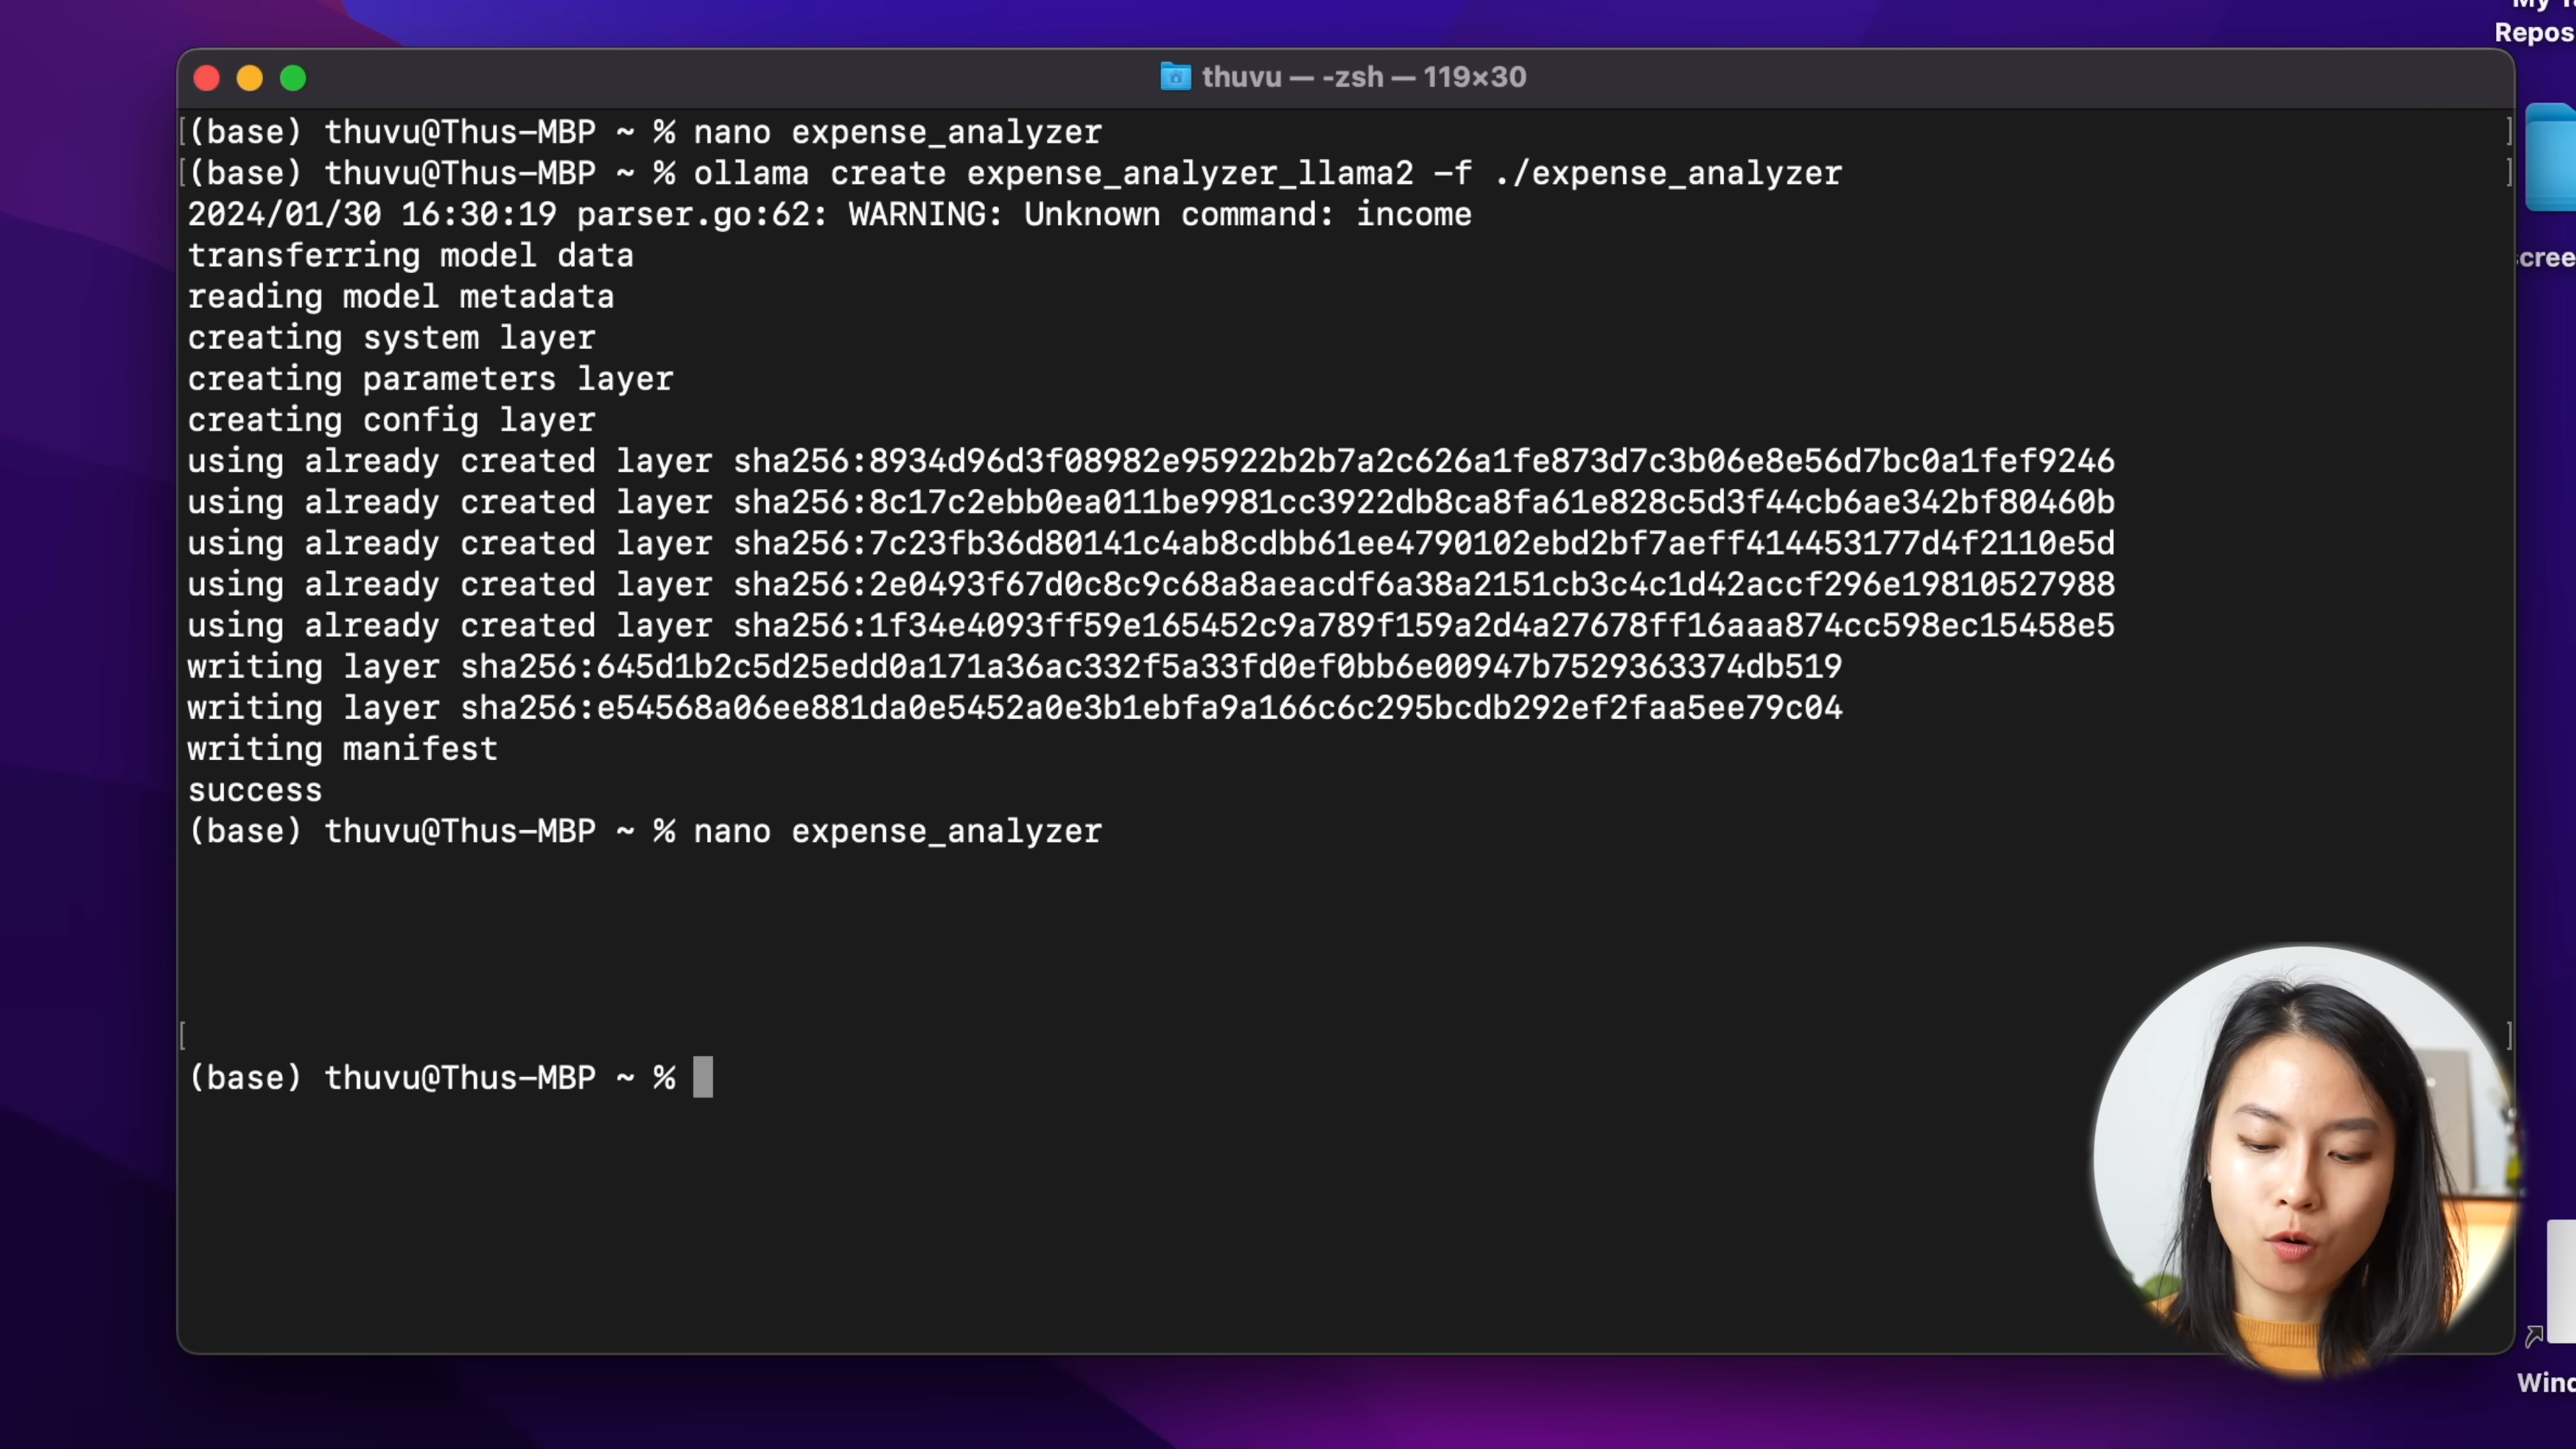 My
Repos
thuvu — -zsh — 119×30
[(base) thuvu@Thus-MBP ~ % nano expense_analyzer ]
[(base) thuvu@Thus-MBP ~ % ollama create expense_analyzer_llama2 -f ./expense_analyzer ]
2024/01/30 16:30:19 parser.go:62: WARNING: Unknown command: income
transferring model data
reading model metadata
creating system layer
creating parameters layer
creating config layer
using already created layer sha256:8934d96d3f08982e95922b2b7a2c626a1fe873d7c3b06e8e56d7bc0a1fef9246
using already created layer sha256:8c17c2ebb0ea011be9981cc3922db8ca8fa61e828c5d3f44cb6ae342bf80460b
using already created layer sha256:7c23fb36d80141c4ab8cdbb61ee4790102ebd2bf7aeff414453177d4f2110e5d
using already created layer sha256:2e0493f67d0c8c9c68a8aeacdf6a38a2151cb3c4c1d42accf296e19810527988
using already created layer sha256:1f34e4093ff59e165452c9a789f159a2d4a27678ff16aaa874cc598ec15458e5
writing layer sha256:645d1b2c5d25edd0a171a36ac332f5a33fd0ef0bb6e00947b7529363374db519
writing layer sha256:e54568a06ee881da0e5452a0e3b1ebfa9a166c6c295bcdb292ef2faa5ee79c04
writing manifest
success
(base) thuvu@Thus-MBP ~ % nano expense_analyzer
[ ]
(base) thuvu@Thus-MBP ~ %
cree
Wind